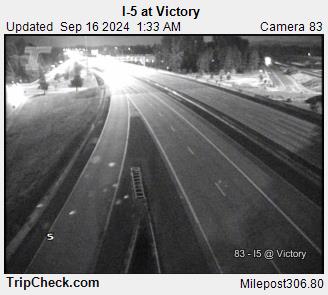 I-5 at Victory
Updated Sep 16 2024 1:33 AM Camera 83
S
83 - I5 @ Victory
TripCheck.com Milepost306.80